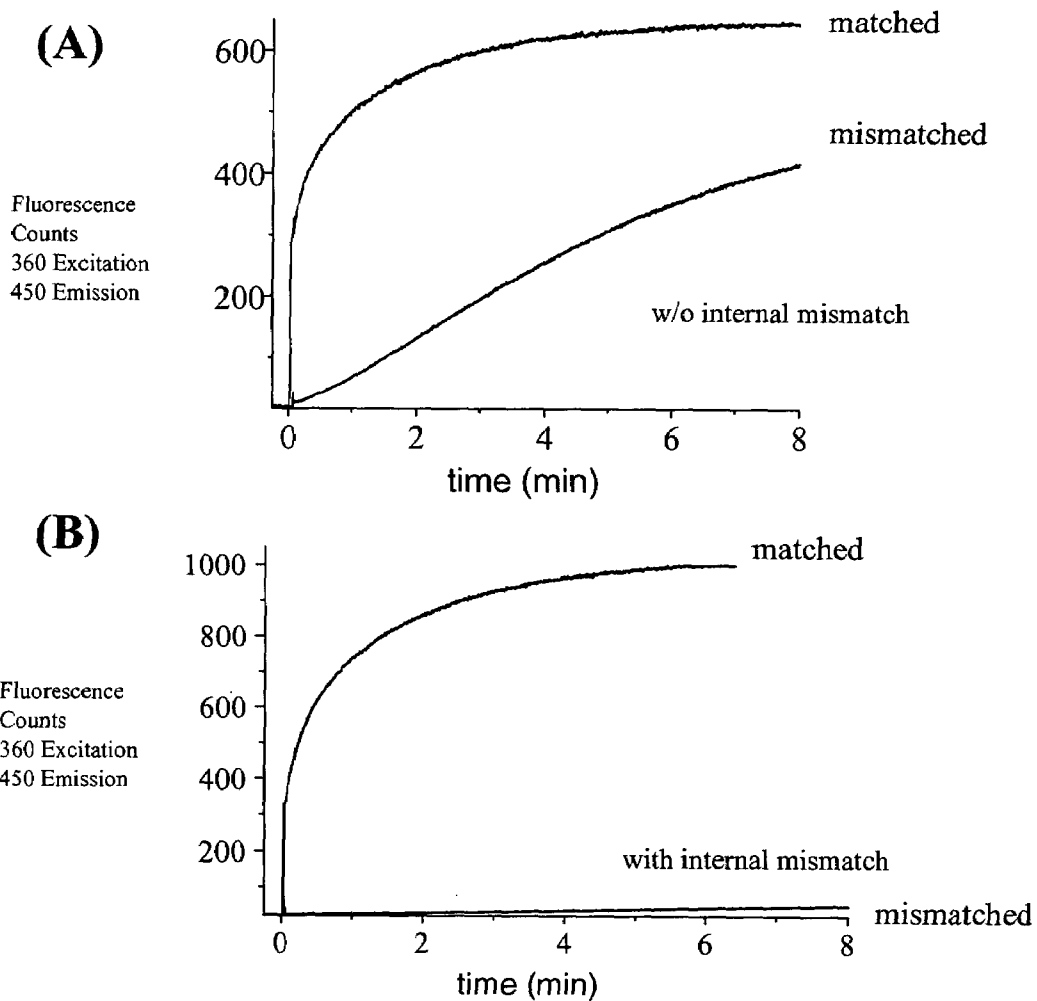 (A)
600
400
200
Fluorescence
Counts
360 Excitation
450 Emission
matched
mismatched
w/o internal mismatch
0 2 4 6 8
time (min)
(B)
1000
800
600
400
200
Fluorescence
Counts
360 Excitation
450 Emission
matched
with internal mismatch
mismatched
0 2 4 6 8
time (min)